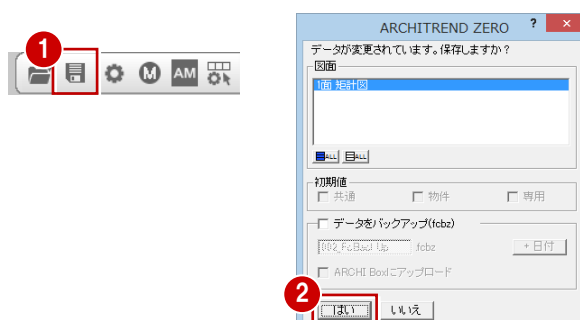 1
M
AM
ARCHITREND ZERO
?
×
データが変更されています。保存しますか?
図面
1面 矩計図
ALL
ALL
初期値
共通
物件
専用
データをバックアップ(fcbz)
fcbz
+日付
ARCHI Boxにアップロード
2
はい
いいえ